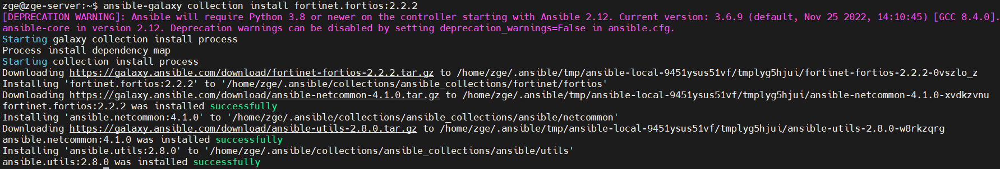 zge@zge-server:~$ ansible-galaxy collection install fortinet.fortios:2.2.2
[DEPRECATION WARNING]: Ansible will require Python 3.8 or newer on the controller starting with Ansible 2.12. Current version: 3.6.9 (default, Nov 25 2022, 14:10:45) [GCC 8.4.0].
ansible-core in version 2.12. Deprecation warnings can be disabled by setting deprecation_warnings=False in ansible.cfg.
Starting galaxy collection install process
Process install dependency map
Starting collection install process
Downloading https://galaxy.ansible.com/download/fortinet-fortios-2.2.2.tar.gz to /home/zge/.ansible/tmp/ansible-local-9451ysus51vf/tmplyg5hjui/fortinet-fortios-2.2.2-0vszlo_z
Installing 'fortinet.fortios:2.2.2' to '/home/zge/.ansible/collections/ansible_collections/fortinet/fortios'
Downloading https://galaxy.ansible.com/download/ansible-netcommon-4.1.0.tar.gz to /home/zge/.ansible/tmp/ansible-local-9451ysus51vf/tmplyg5hjui/ansible-netcommon-4.1.0-xvdkzvnu
fortinet.fortios:2.2.2 was installed successfully
Installing 'ansible.netcommon:4.1.0' to '/home/zge/.ansible/collections/ansible_collections/ansible/netcommon'
Downloading https://galaxy.ansible.com/download/ansible-utils-2.8.0.tar.gz to /home/zge/.ansible/tmp/ansible-local-9451ysus51vf/tmplyg5hjui/ansible-utils-2.8.0-w8rkzqrg
ansible.netcommon:4.1.0 was installed successfully
Installing 'ansible.utils:2.8.0' to '/home/zge/.ansible/collections/ansible_collections/ansible/utils'
ansible.utils:2.8.0 was installed successfully